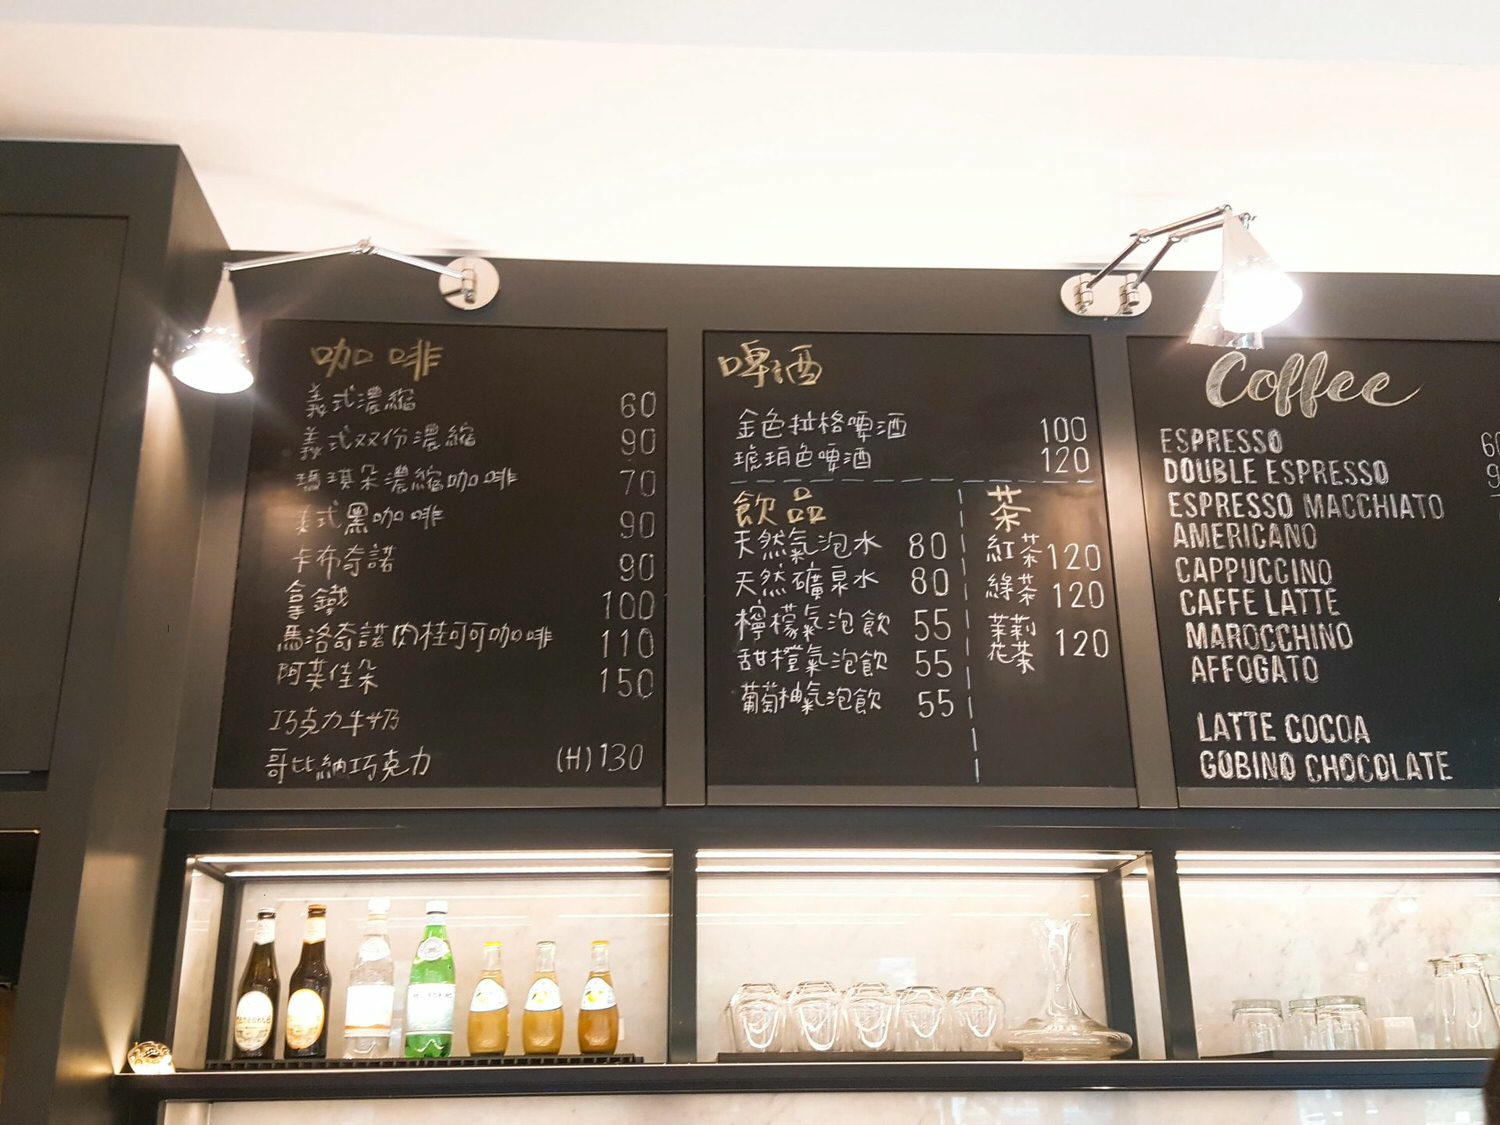 咖啡
義式濃縮 60
義式双份濃縮 90
瑪琪朵濃縮咖啡 70
美式黑咖啡 90
卡布奇諾 90
拿鐵 100
馬洛奇諾肉桂可可咖啡 110
阿芙佳朵 150
巧克力牛奶
哥比納巧克力 (H)130
啤酒
金色拉格啤酒 100
琥珀色啤酒 120
飲品
天然氣泡水 80
天然礦泉水 80
檸檬氣泡飲 55
甜橙氣泡飲 55
葡萄柚氣泡飲 55
茶
紅茶 120
綠茶 120
茉莉花茶 120
Coffee
ESPRESSO
DOUBLE ESPRESSO
ESPRESSO MACCHIATO
AMERICANO
CAPPUCCINO
CAFFE LATTE
MAROCCHINO
AFFOGATO
LATTE COCOA
GOBINO CHOCOLATE